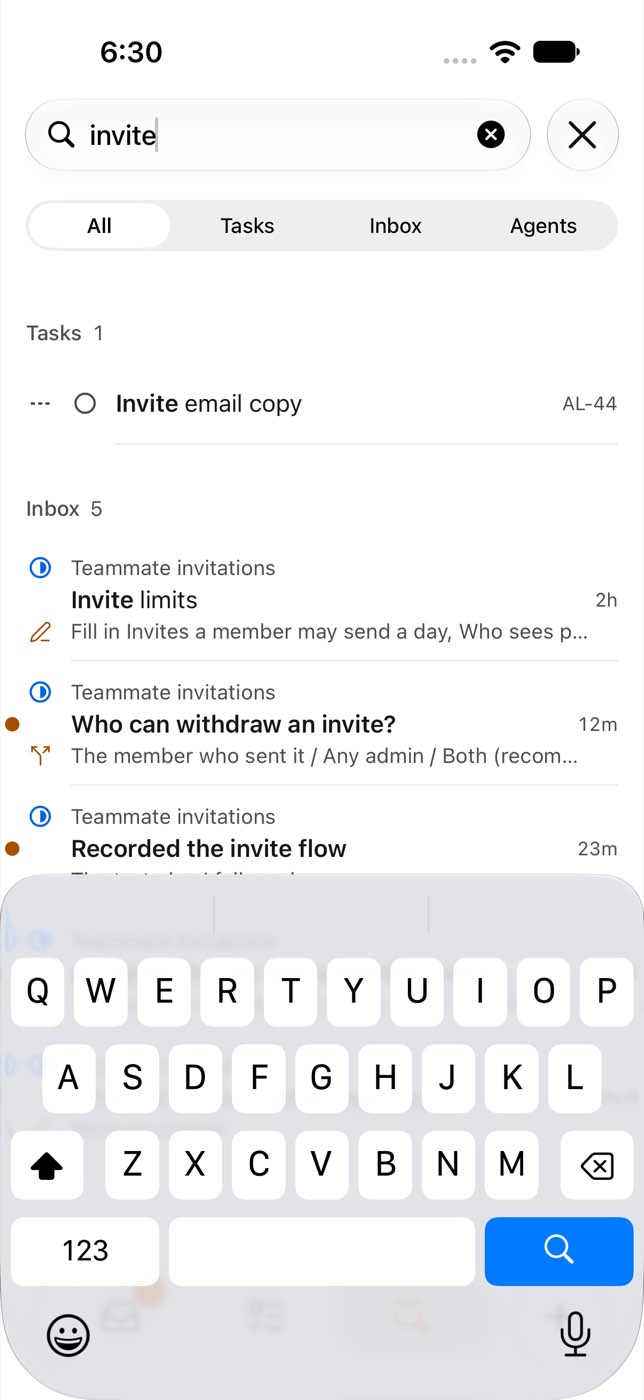 6:30
invite
All Tasks Inbox Agents
Tasks 1
Invite email copy AL-44
Inbox 5
Teammate invitations
Invite limits 2h
Fill in Invites a member may send a day, Who sees p...
Teammate invitations
Who can withdraw an invite? 12m
The member who sent it / Any admin / Both (recom...
Teammate invitations
Recorded the invite flow 23m
Q W E R T Y U I O P
A S D F G H J K L
Z X C V B N M
123